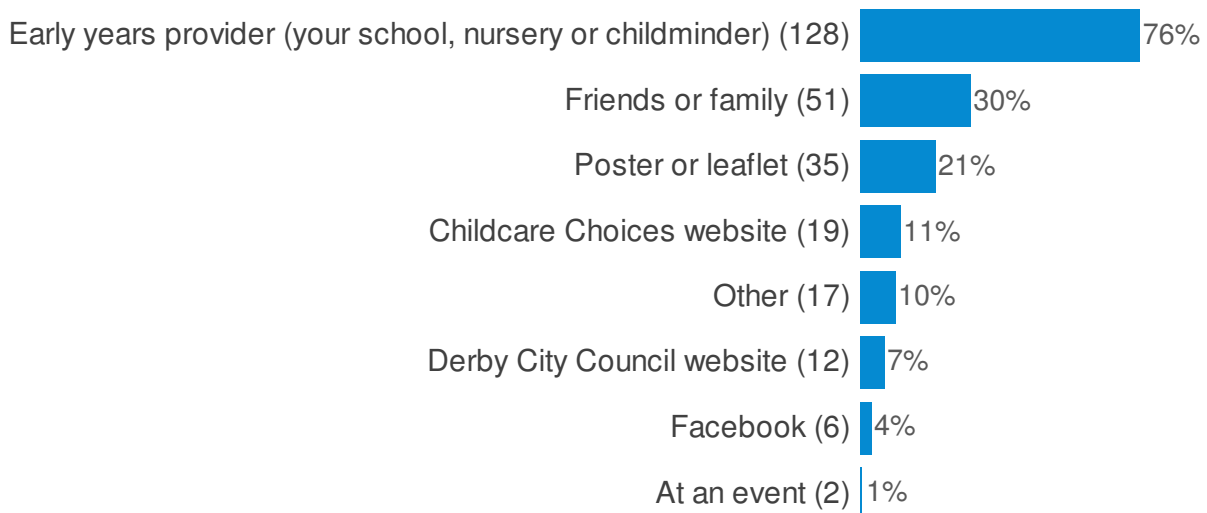 Early years provider (your school, nursery or childminder) (128) 76%
Friends or family (51) 30%
Poster or leaflet (35) 21%
Childcare Choices website (19) 11%
Other (17) 10%
Derby City Council website (12) 7%
Facebook (6) 4%
At an event (2) 1%